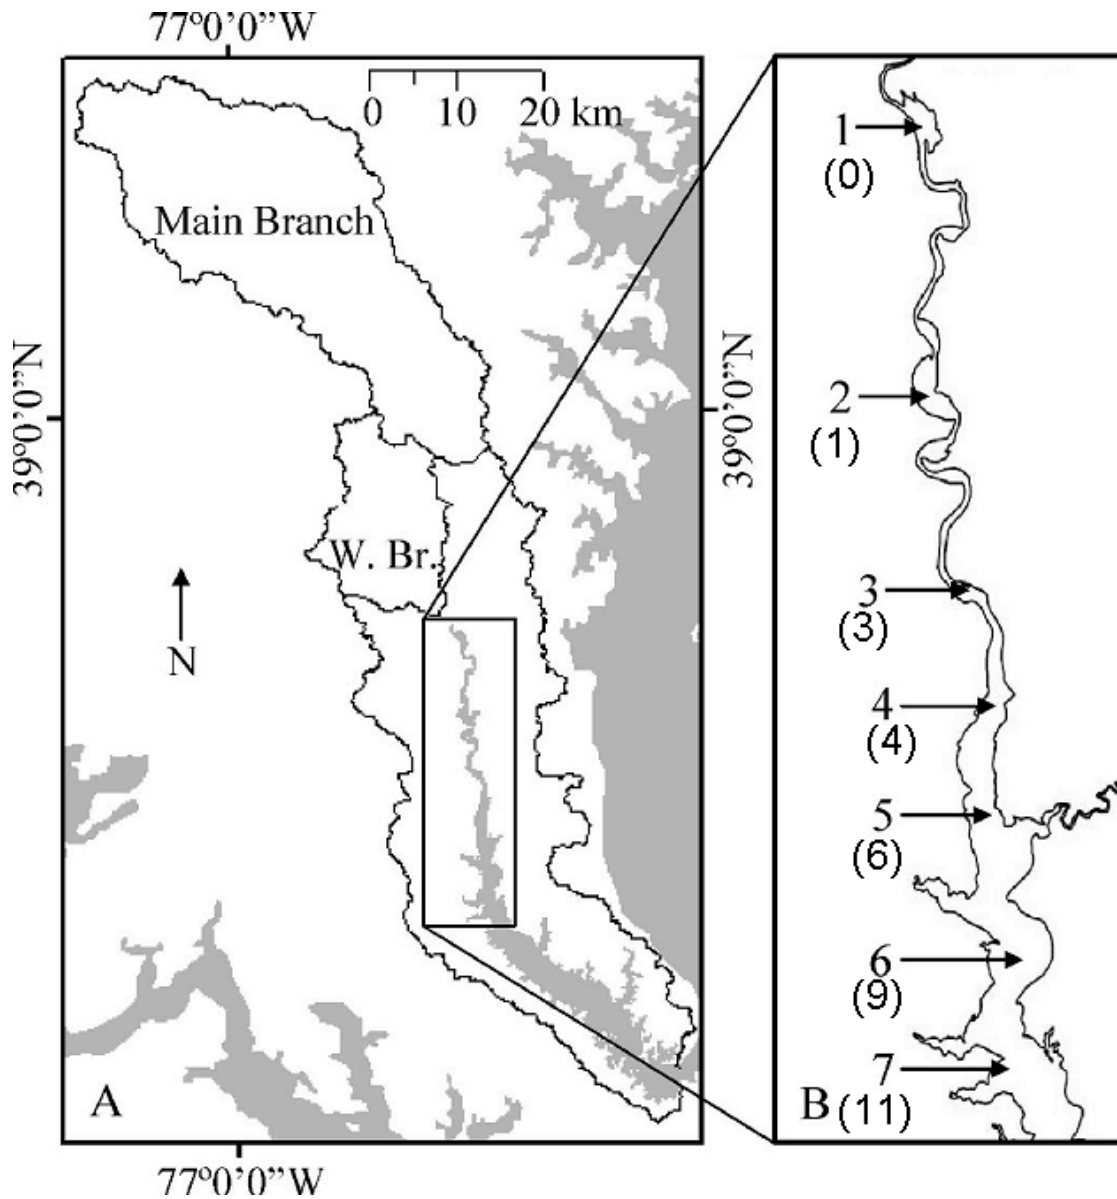 77º0’0”W
0 10 20 km
Main Branch
39º0’0”N
39º0’0”N
W. Br.
N
A
77º0’0”W
1
(0)
2
(1)
3
(3)
4
(4)
5
(6)
6
(9)
7
B (11)